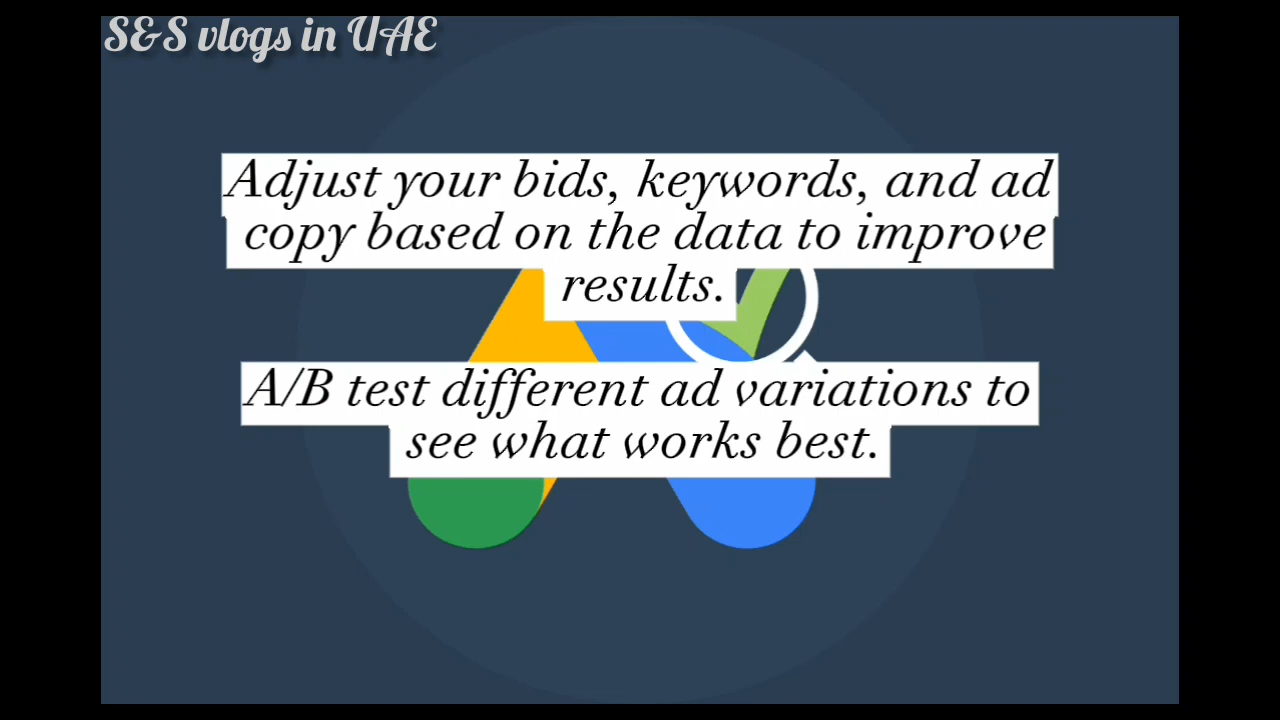 S&S vlogs in UAE
Adjust your bids, keywords, and ad
copy based on the data to improve
results.
A/B test different ad variations to
see what works best.